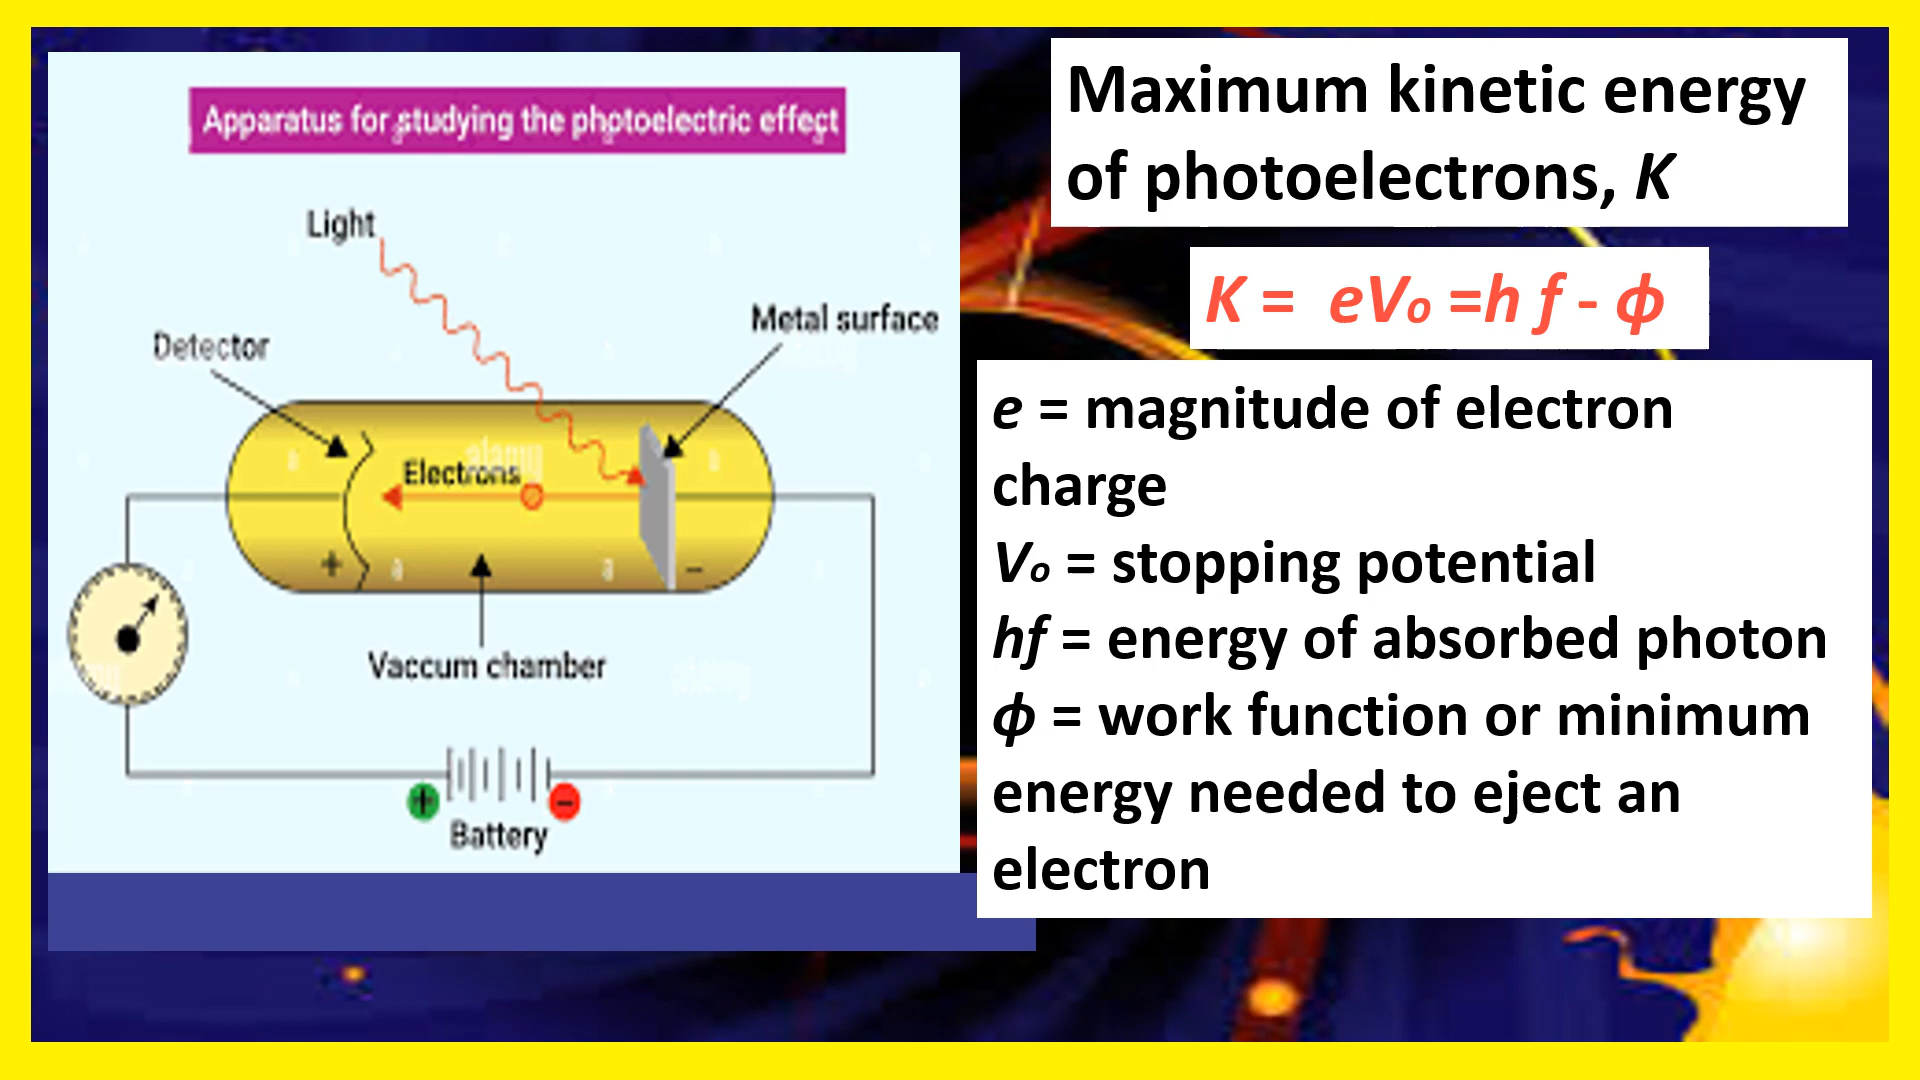 Apparatus for studying the photoelectric effect
Light
Metal surface
Detector
Electrons
alamy
+
−
Vaccum chamber
+
−
Battery
Maximum kinetic energy
of photoelectrons, K
K = eVₒ =h f - ϕ
e = magnitude of electron
charge
Vₒ = stopping potential
hf = energy of absorbed photon
ϕ = work function or minimum
energy needed to eject an
electron